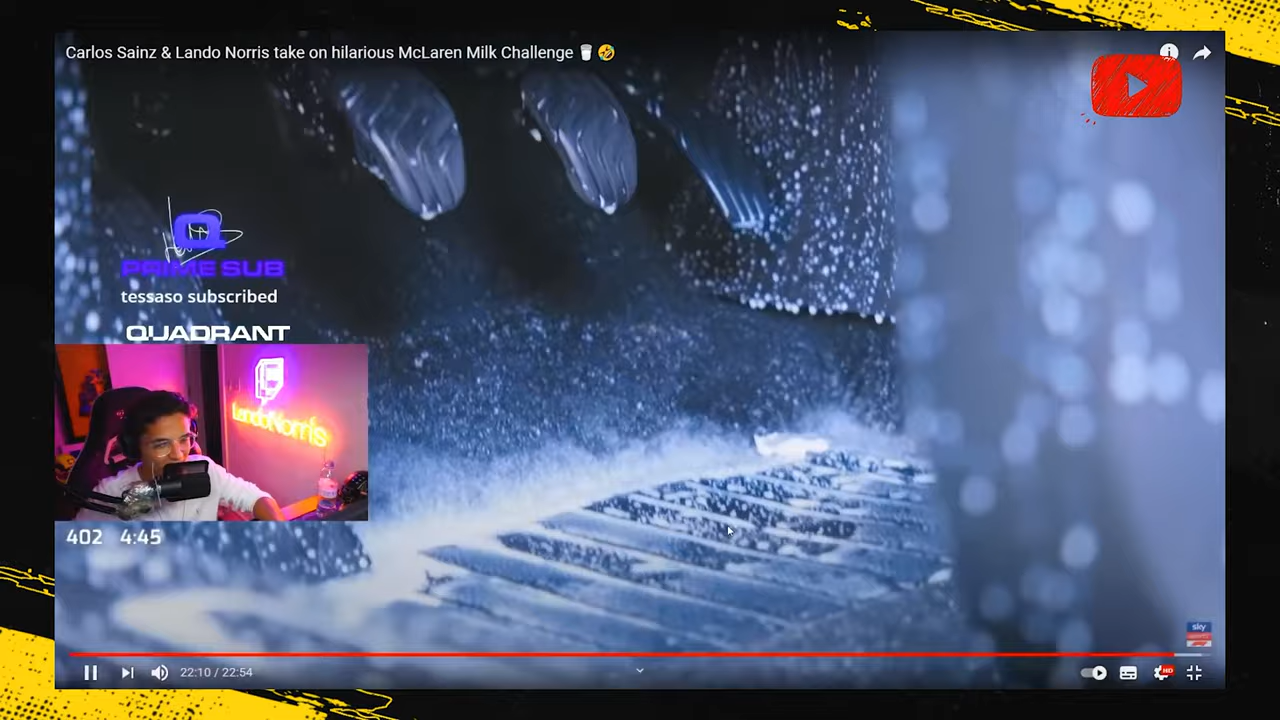 Carlos Sainz & Lando Norris take on hilarious McLaren Milk Challenge 🥛🤣
Q
PRIME SUB
tessaso subscribed
QUADRANT
LandoNorris
402 4:45
sky
22:10 / 22:54
HD